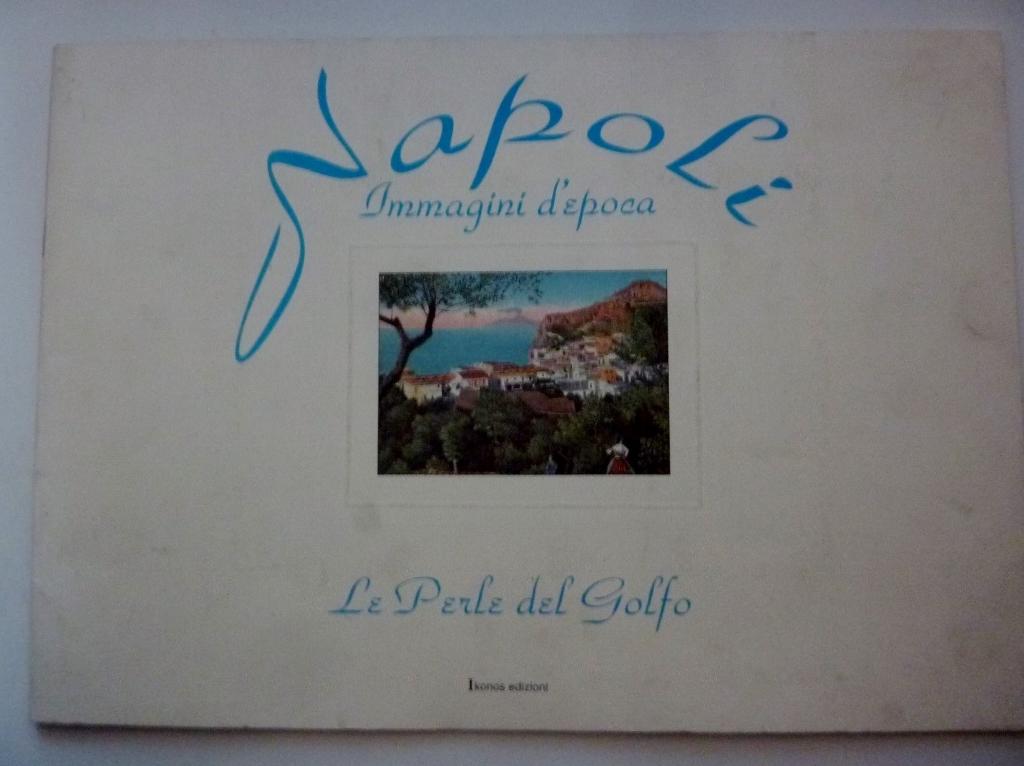 Napoli
Immagini d'epoca
Le Perle del Golfo
Ikonos edizioni